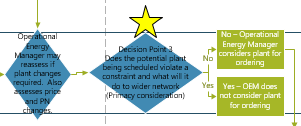 Operational
Energy
Manager may
reassess if
plant changes
required. Also
assesses
price and PN
changes.
Decision Point 3
Does the potential plant
being scheduled violate a
constraint and what will it
do to wider network
(Primary consideration)
No
Yes
No – Operational
Energy Manager
considers plant for
ordering
Yes – OEM does
not consider plant
for ordering